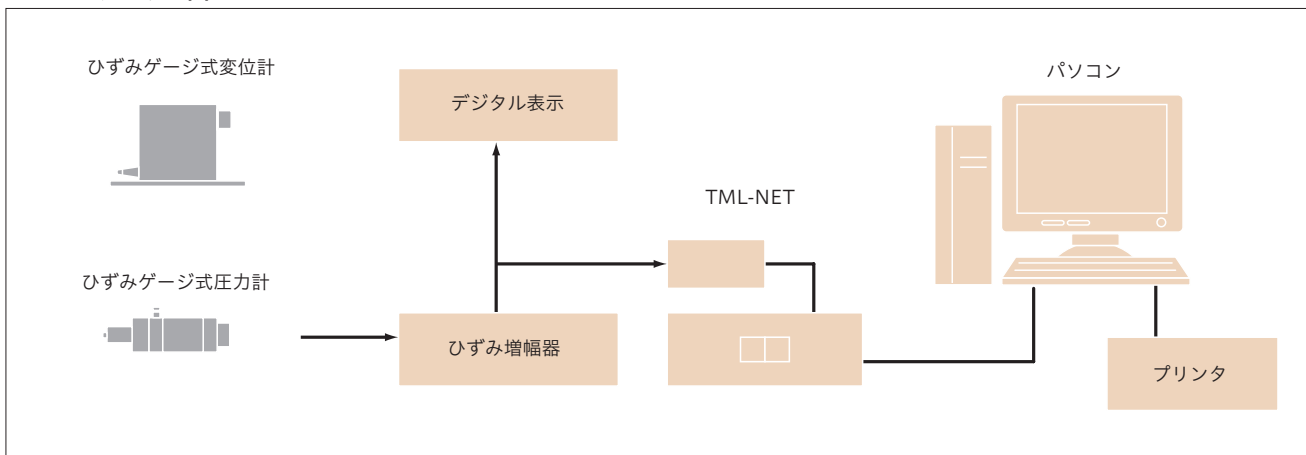 ひずみゲージ式変位計
デジタル表示
パソコン
TML-NET
ひずみゲージ式圧力計
ひずみ増幅器
プリンタ